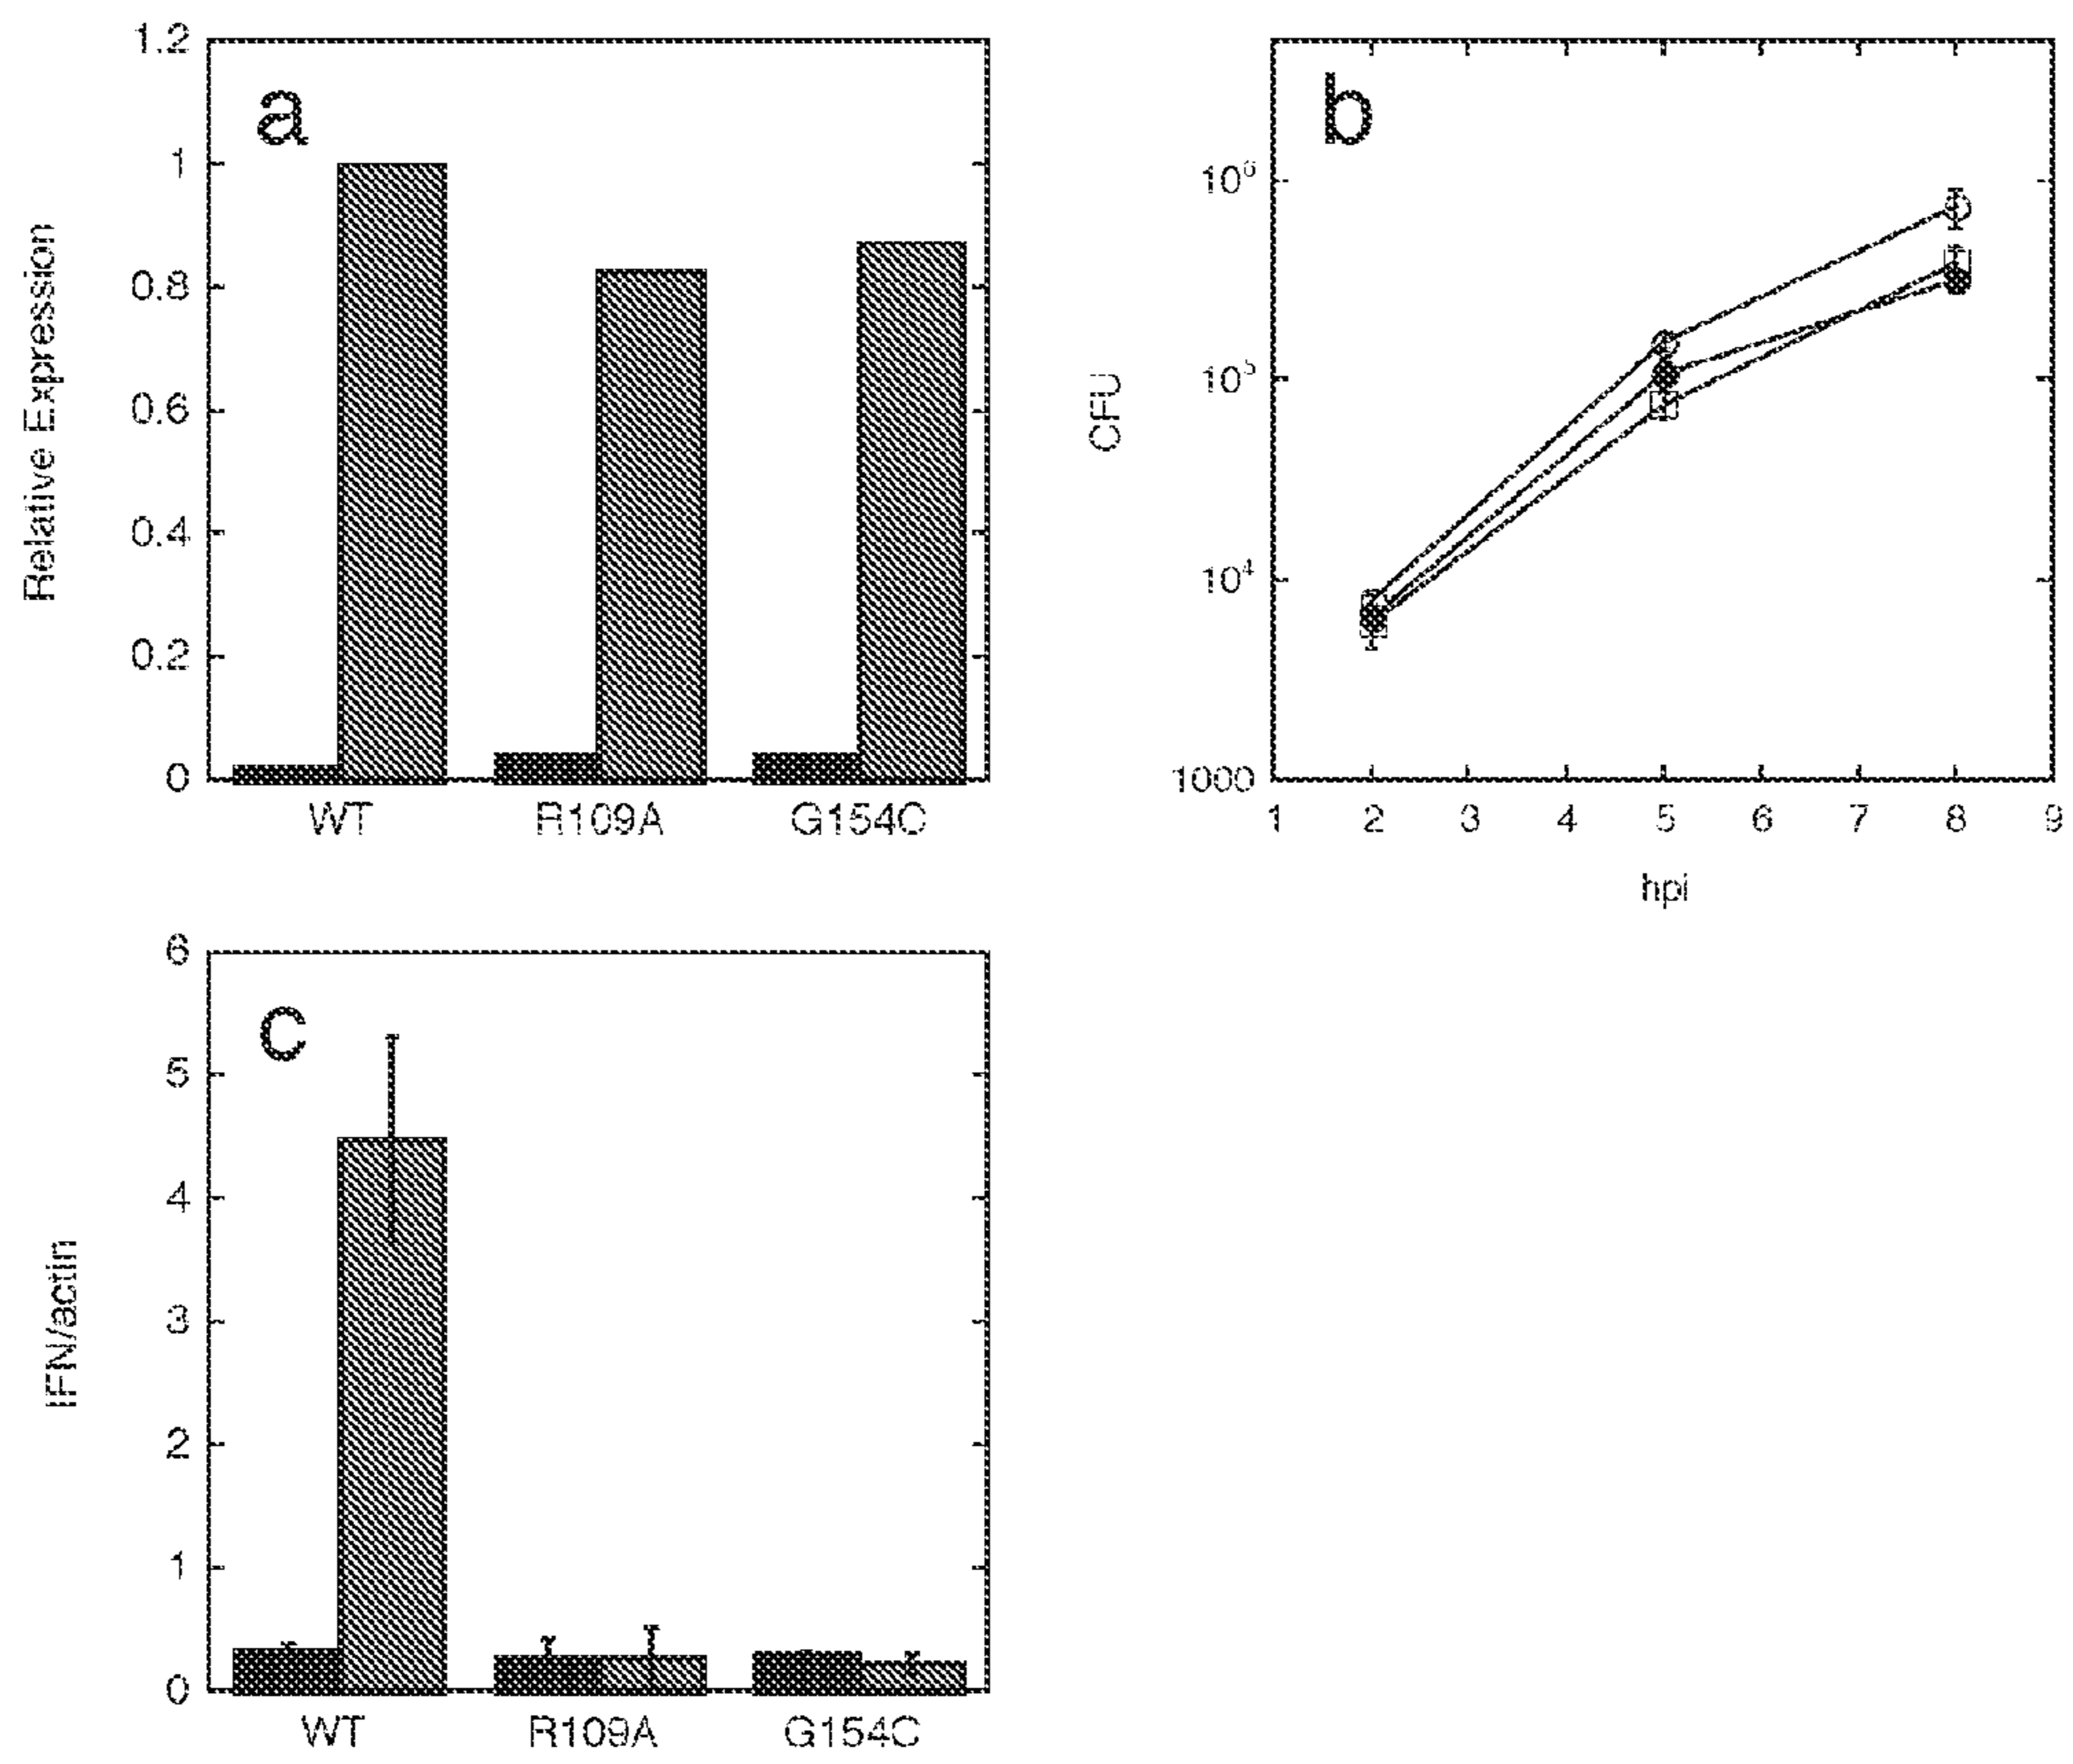 a
1.2
1
0.8
0.6
0.4
0.2
0
Relative Expression
WT R109A G154C
b
10⁶
10⁵
10⁴
1000
CFU
1 2 3 4 5 6 7 8 9
hpi
c
6
5
4
3
2
1
0
IFN/actin
WT R109A G154C